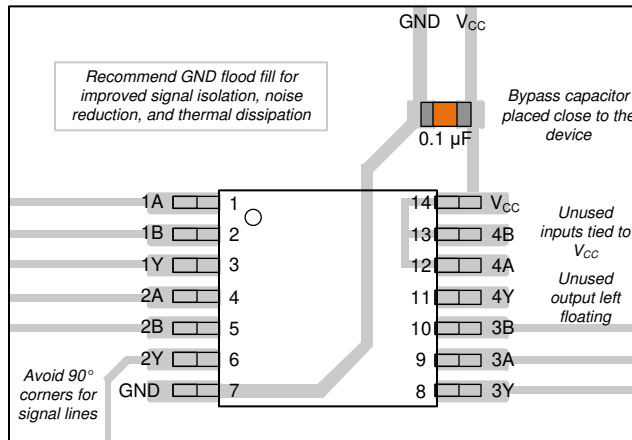 GND VCC
Recommend GND flood fill for
improved signal isolation, noise
reduction, and thermal dissipation
Bypass capacitor
placed close to the
device
0.1 µF
1A 1 14 VCC
1B 2 13 4B
1Y 3 12 4A
2A 4 11 4Y
2B 5 10 3B
2Y 6 9 3A
GND 7 8 3Y
Unused
inputs tied to
VCC
Unused
output left
floating
Avoid 90°
corners for
signal lines